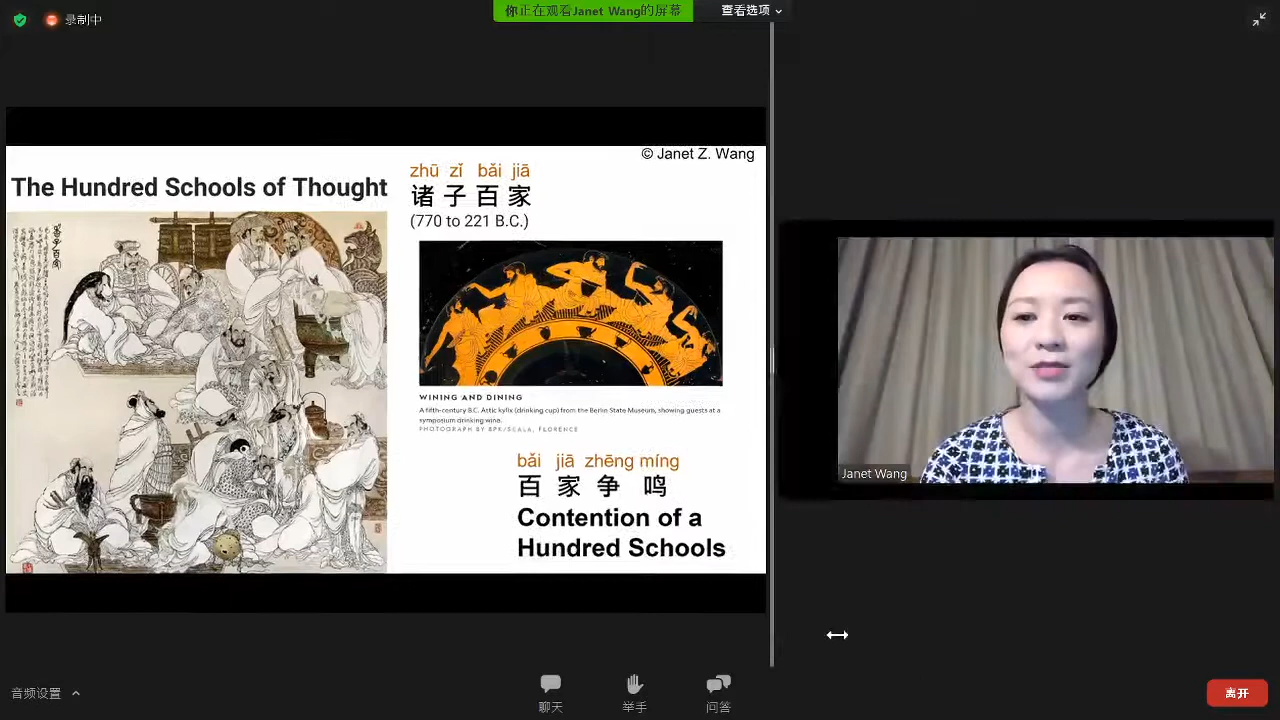 录制中
你正在观看Janet Wang的屏幕
查看选项
© Janet Z. Wang
The Hundred Schools of Thought
zhū zǐ bǎi jiā
诸子百家
(770 to 221 B.C.)
WINING AND DINING
A fifth-century B.C. Attic kylix (drinking cup) from the Berlin State Museum, showing guests at a
symposium drinking wine.
PHOTOGRAPH BY BPK/SCALA, FLORENCE
bǎi jiā zhēng míng
百家争鸣
Contention of a
Hundred Schools
Janet Wang
音频设置
聊天
举手
问答
离开